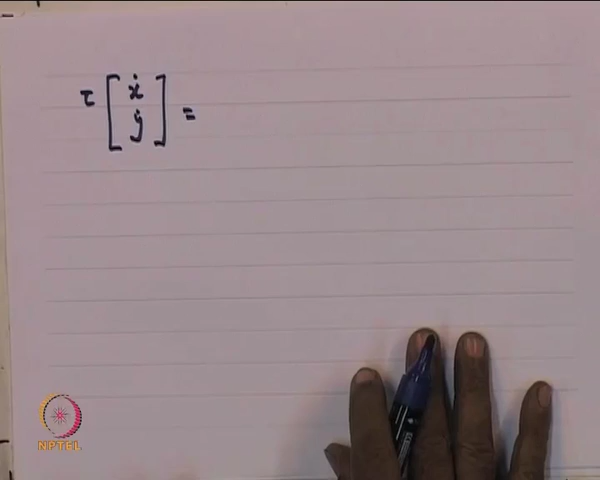 τ [ ẋ
ẏ ] =
NPTEL